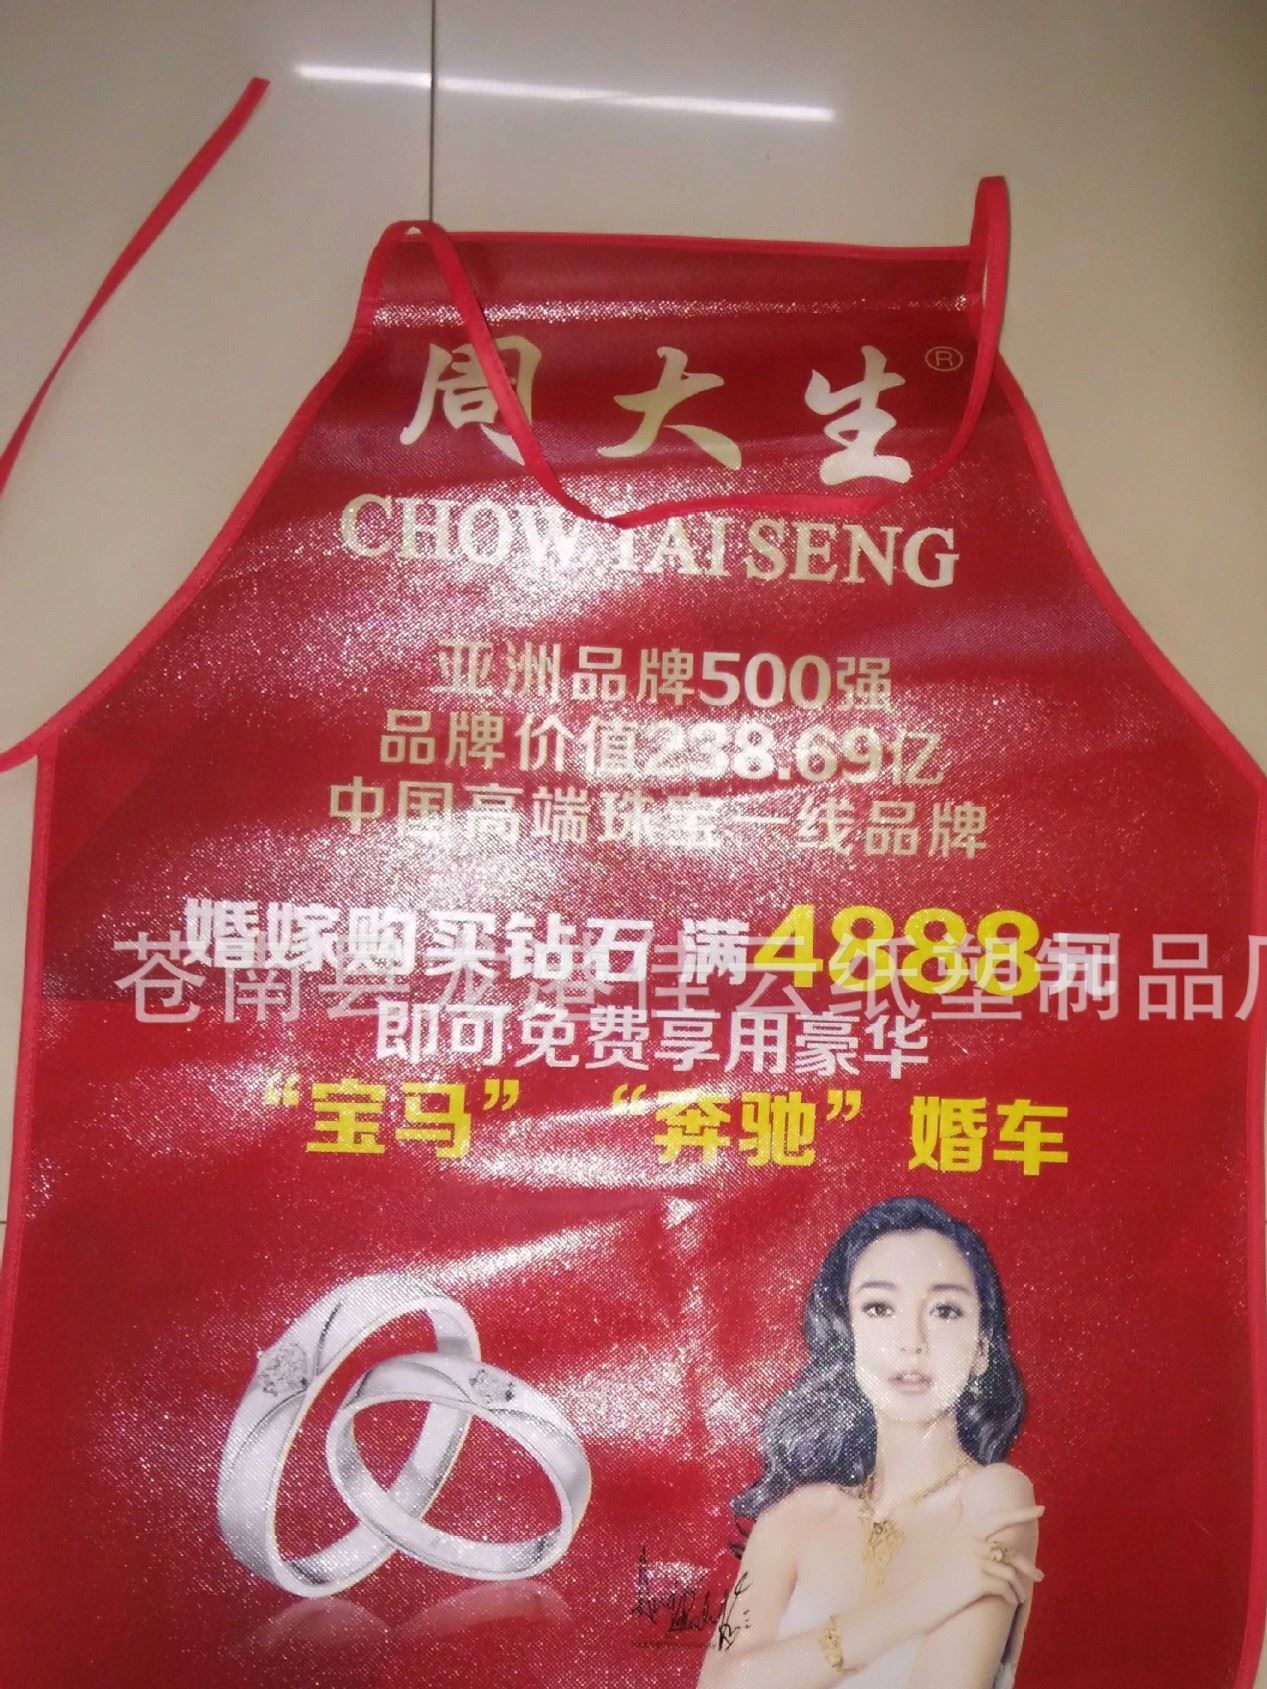 周大生®
CHOW TAI SENG
亚洲品牌500强
品牌价值238.69亿
中国高端珠宝一线品牌
婚嫁购买钻石 满4888元
苍南县龙港佳云纸塑制品厂
即可免费享用豪华
“宝马” “奔驰” 婚车